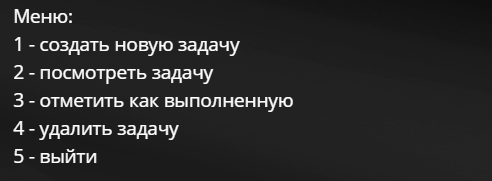 Меню:
1 - создать новую задачу
2 - посмотреть задачу
3 - отметить как выполненную
4 - удалить задачу
5 - выйти